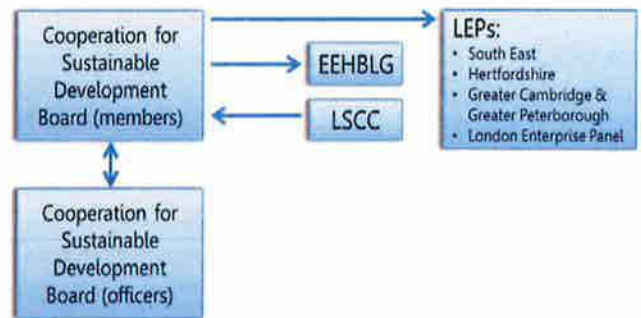 Cooperation for
Sustainable
Development
Board (members)
EEHBLG
LSCC
LEPs:
• South East
• Hertfordshire
• Greater Cambridge &
Greater Peterborough
• London Enterprise Panel
Cooperation for
Sustainable
Development
Board (officers)